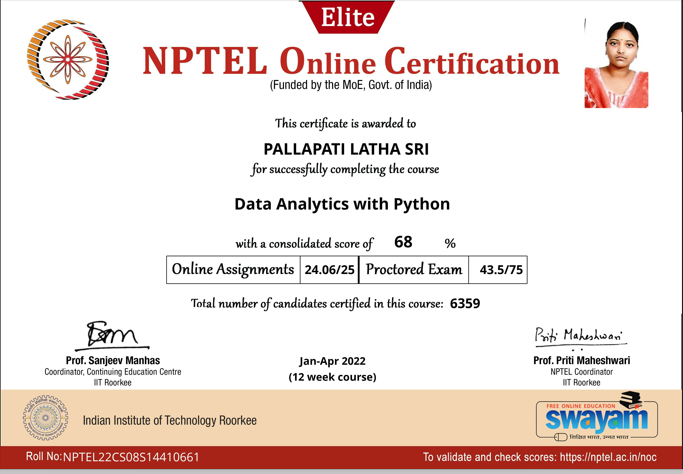 Elite
NPTEL Online Certification
(Funded by the MoE, Govt. of India)
This certificate is awarded to
PALLAPATI LATHA SRI
for successfully completing the course
Data Analytics with Python
with a consolidated score of 68 %
Online Assignments 24.06/25 Proctored Exam 43.5/75
Total number of candidates certified in this course: 6359
Priti Maheshwari
Prof. Sanjeev Manhas
Coordinator, Continuing Education Centre
IIT Roorkee
Jan-Apr 2022
(12 week course)
Prof. Priti Maheshwari
NPTEL Coordinator
IIT Roorkee
Indian Institute of Technology Roorkee
FREE ONLINE EDUCATION
swayam
शिक्षित भारत, उन्नत भारत
Roll No: NPTEL22CS08S14410661
To validate and check scores: https://nptel.ac.in/noc